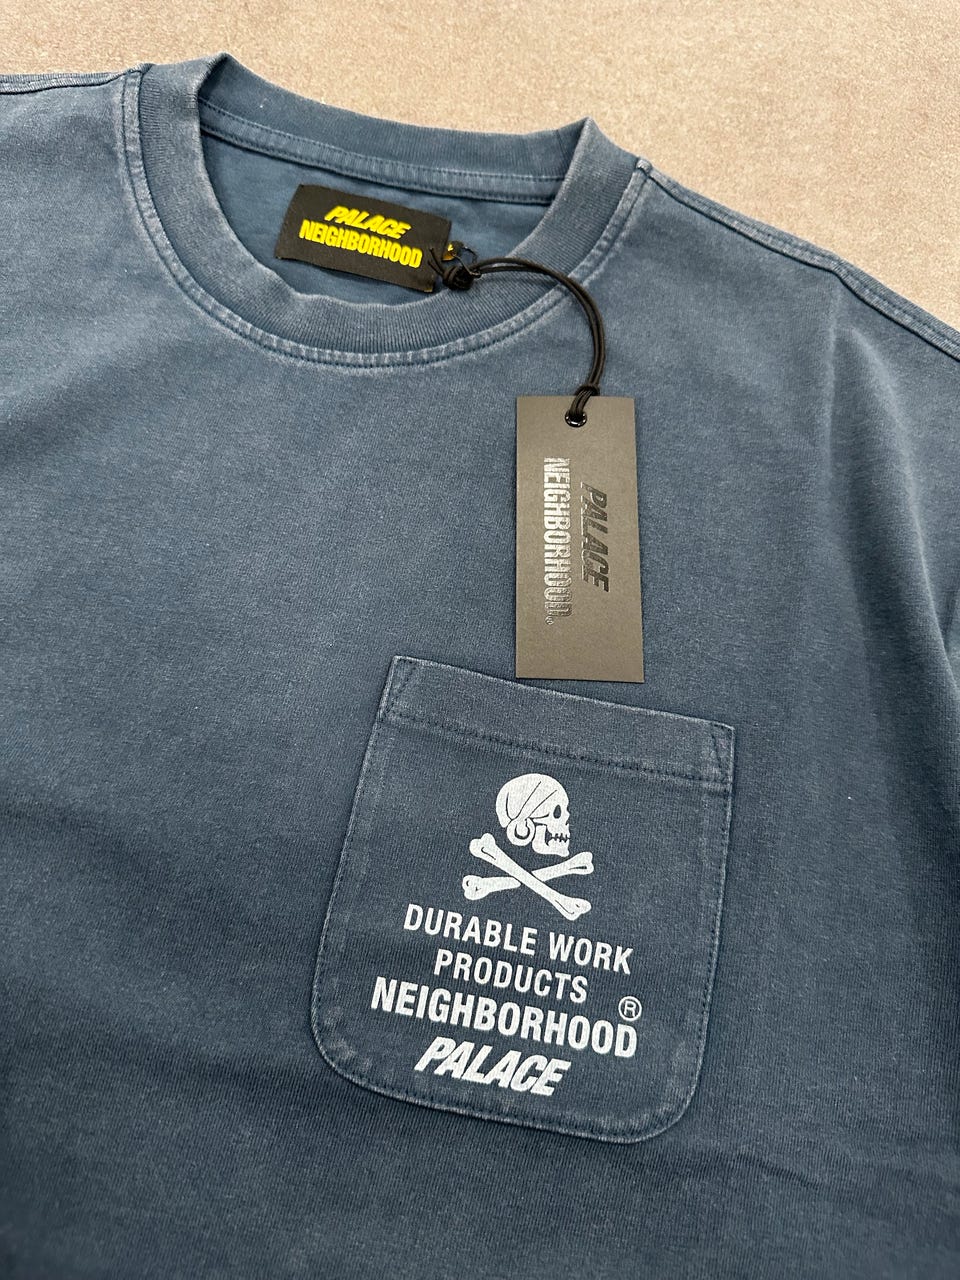 PALACE
NEIGHBORHOOD
PALACE
NEIGHBORHOOD®
DURABLE WORK
PRODUCTS
NEIGHBORHOOD®
PALACE